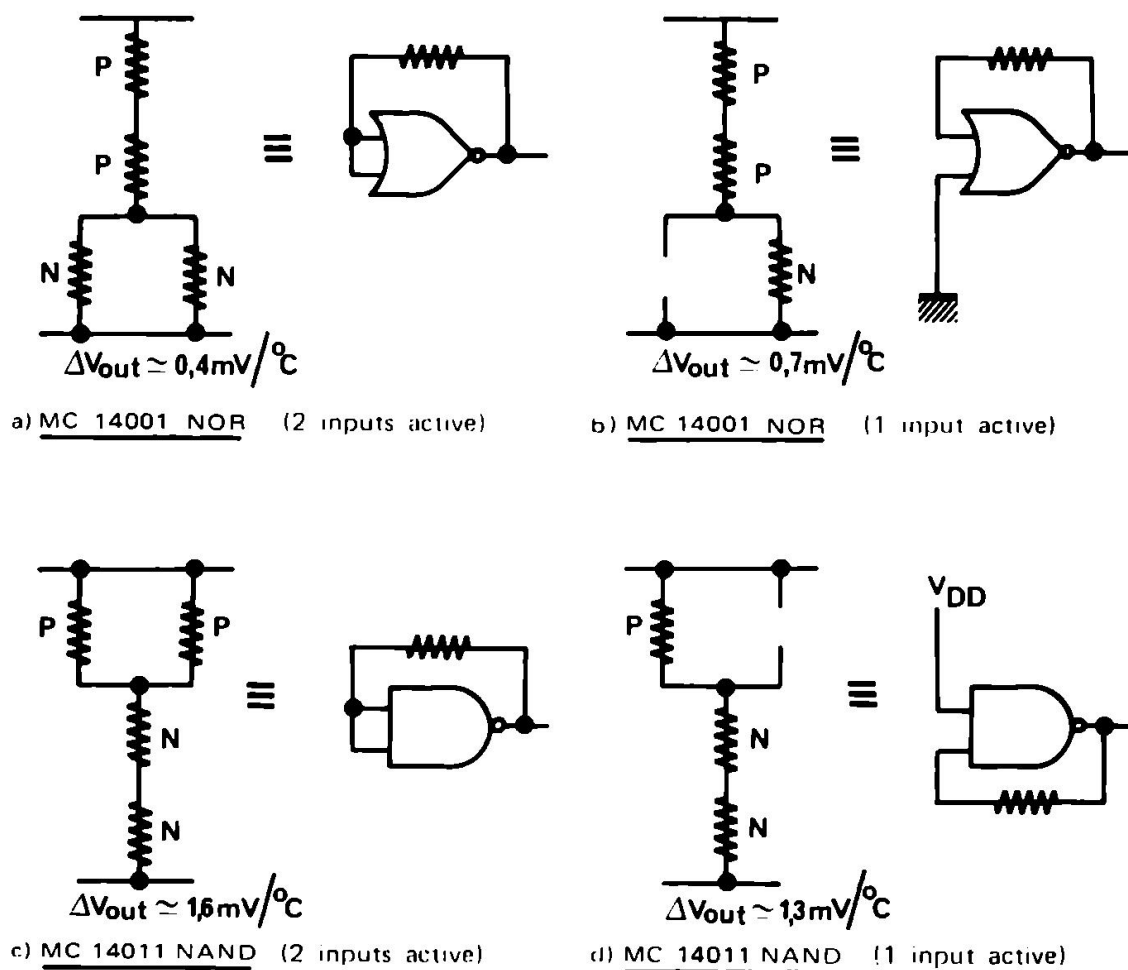 P
P
N
N
≡
ΔVout ≃ 0,4mV/°C
a) MC 14001 NOR (2 inputs active)
P
P
N
≡
ΔVout ≃ 0,7mV/°C
b) MC 14001 NOR (1 input active)
P
P
N
N
≡
ΔVout ≃ 1,6mV/°C
c) MC 14011 NAND (2 inputs active)
P
N
N
≡
VDD
ΔVout ≃ 1,3mV/°C
d) MC 14011 NAND (1 input active)